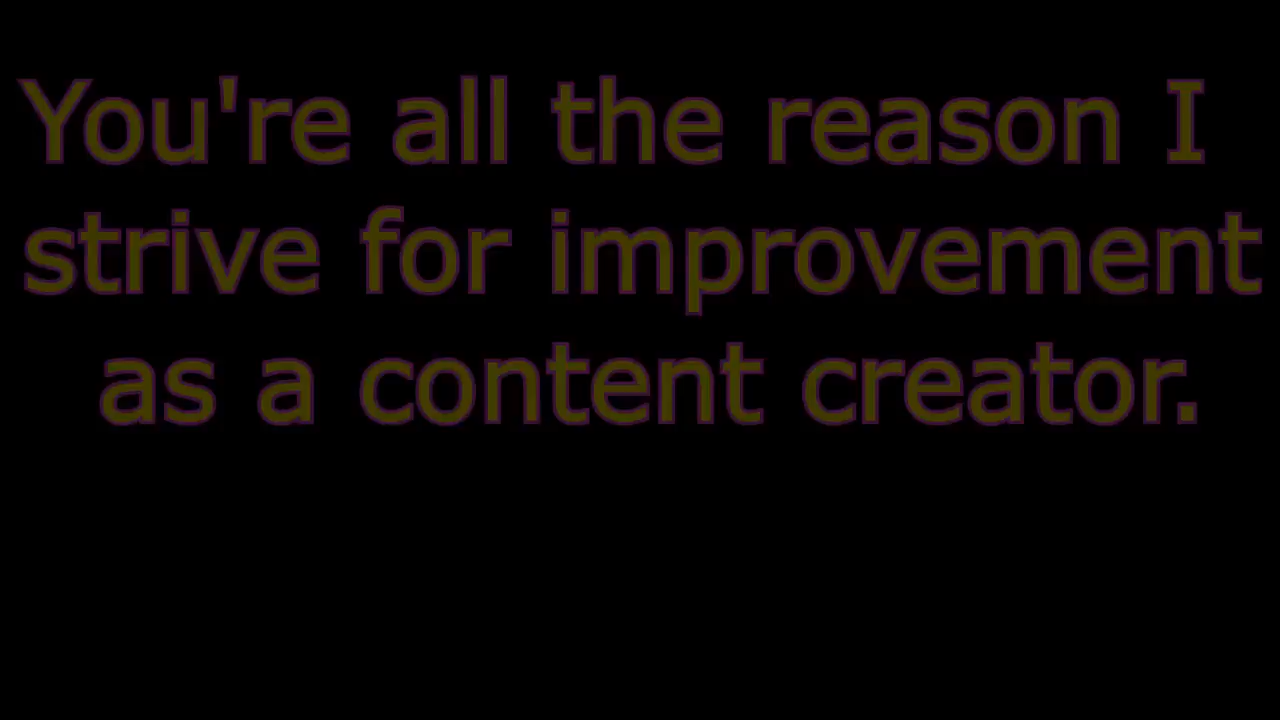 You're all the reason I
strive for improvement
as a content creator.